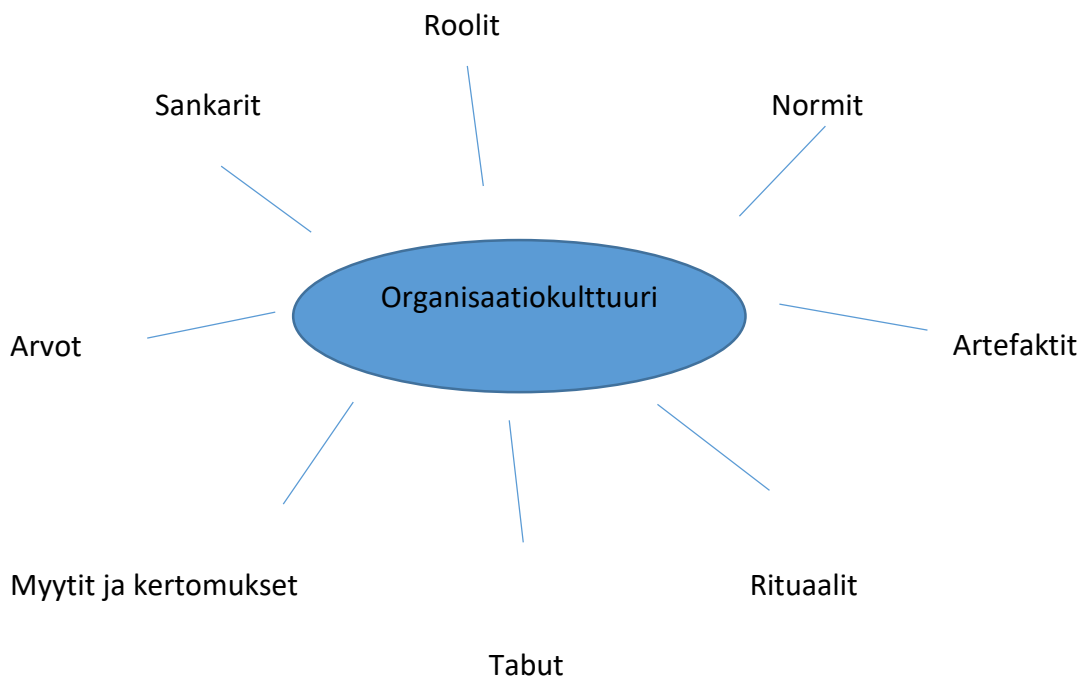 Roolit
Sankarit
Normit
Organisaatiokulttuuri
Arvot
Artefaktit
Myytit ja kertomukset
Rituaalit
Tabut